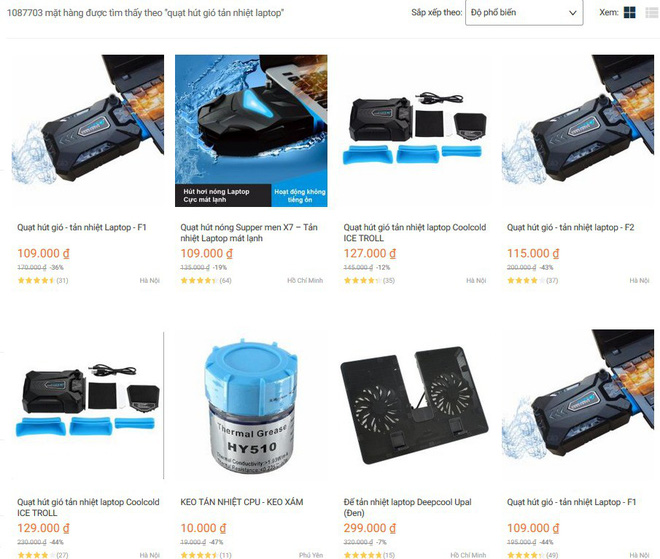 1087703 mặt hàng được tìm thấy theo "quạt hút gió tản nhiệt laptop"
Sắp xếp theo:
Độ phổ biến
Xem:
Hút hơi nóng Laptop
Cực mát lạnh
Hoạt động không
tiếng ồn
Quạt hút gió - tản nhiệt Laptop - F1
109.000 ₫
170.000 ₫ -36%
(31)
Hà Nội
Quạt hút nóng Supper men X7 – Tản
nhiệt Laptop mát lạnh
109.000 ₫
135.000 ₫ -19%
(64)
Hồ Chí Minh
Quạt hút gió tản nhiệt laptop Coolcold
ICE TROLL
127.000 ₫
145.000 ₫ -12%
(35)
Hà Nội
Quạt hút gió - tản nhiệt laptop - F2
115.000 ₫
200.000 ₫ -43%
(37)
Hà Nội
Thermal Grease
HY510
Quạt hút gió tản nhiệt laptop Coolcold
ICE TROLL
129.000 ₫
230.000 ₫ -44%
(27)
Hà Nội
KEO TẢN NHIỆT CPU - KEO XÁM
10.000 ₫
19.000 ₫ -47%
(11)
Phú Yên
Đế tản nhiệt laptop Deepcool Upal
(Đen)
299.000 ₫
320.000 ₫ -7%
(15)
Hồ Chí Minh
Quạt hút gió - tản nhiệt Laptop - F1
109.000 ₫
195.000 ₫ -44%
(49)
Hà Nội